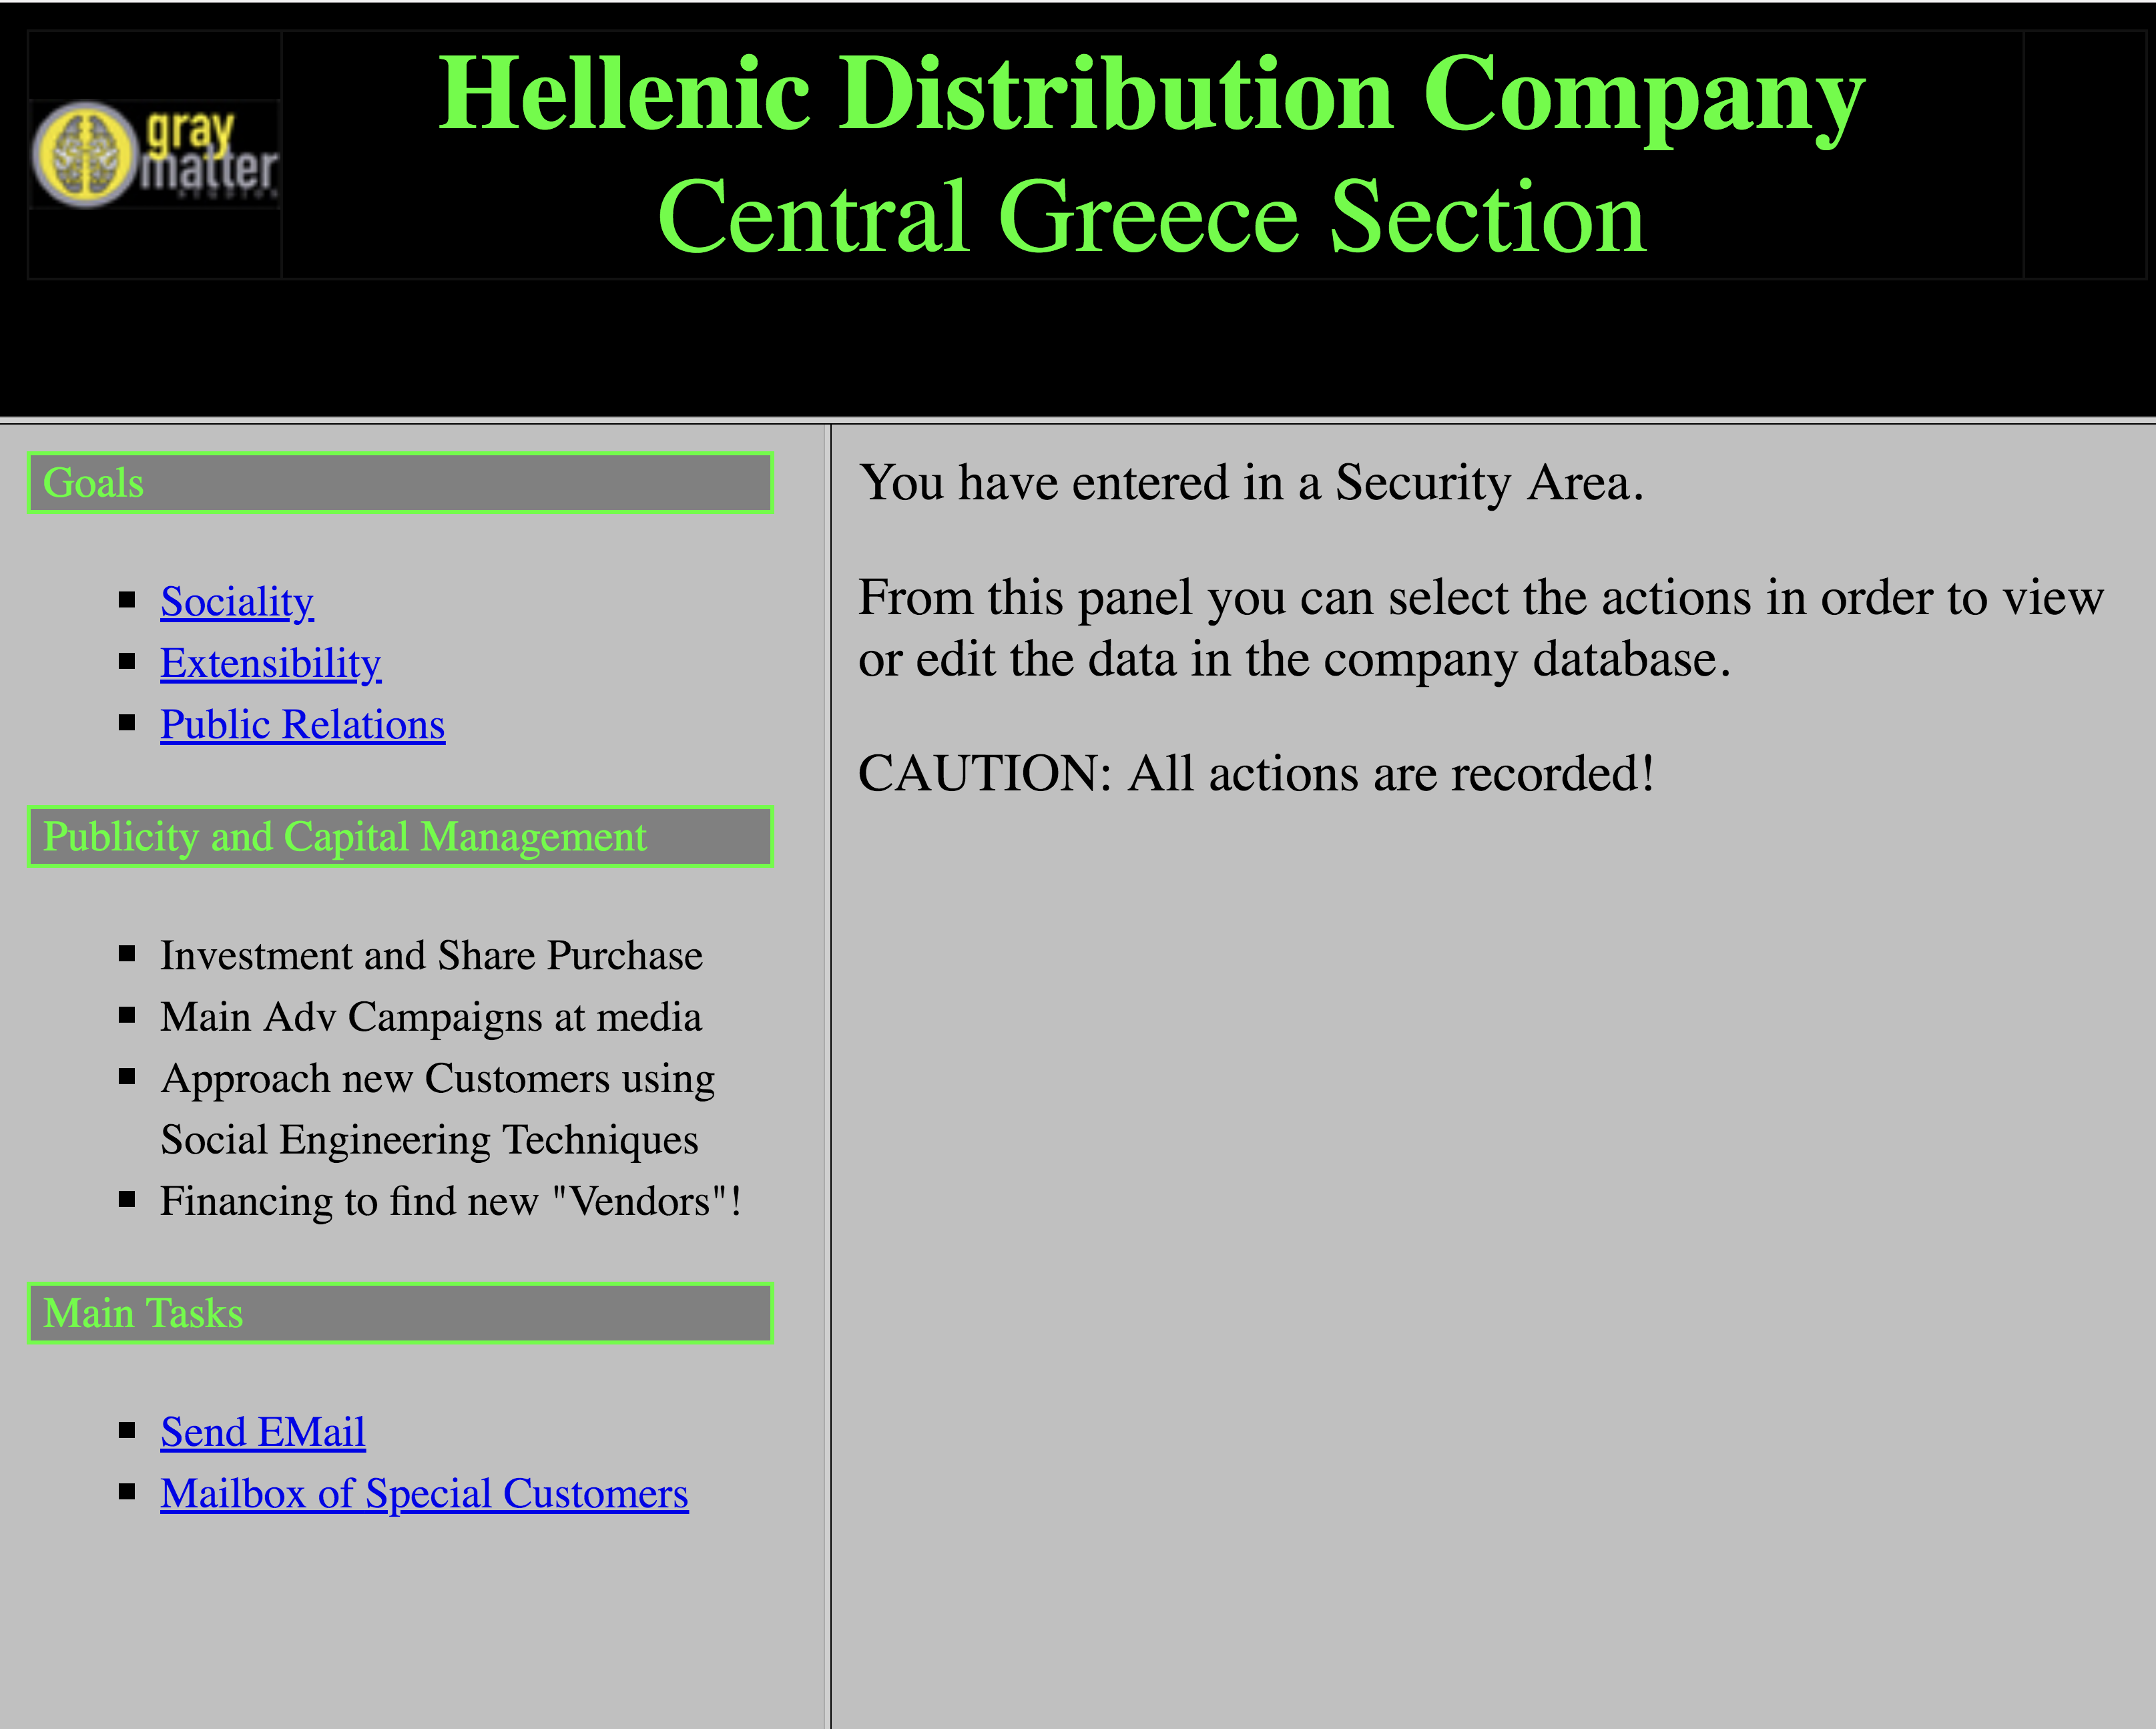 gray
matter
Hellenic Distribution Company
Central Greece Section
Goals
Sociality
Extensibility
Public Relations
Publicity and Capital Management
Investment and Share Purchase
Main Adv Campaigns at media
Approach new Customers using
Social Engineering Techniques
Financing to find new "Vendors"!
Main Tasks
Send EMail
Mailbox of Special Customers
You have entered in a Security Area.
From this panel you can select the actions in order to view
or edit the data in the company database.
CAUTION: All actions are recorded!